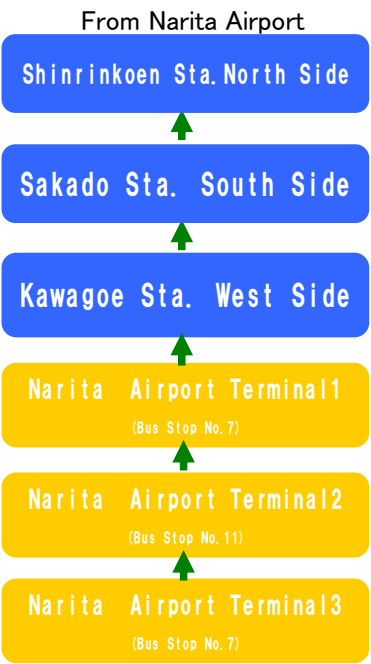 From Narita Airport
Shinrinkoen Sta.North Side
Sakado Sta. South Side
Kawagoe Sta. West Side
Narita Airport Terminal1
(Bus Stop No.7)
Narita Airport Terminal2
(Bus Stop No.11)
Narita Airport Terminal3
(Bus Stop No.7)